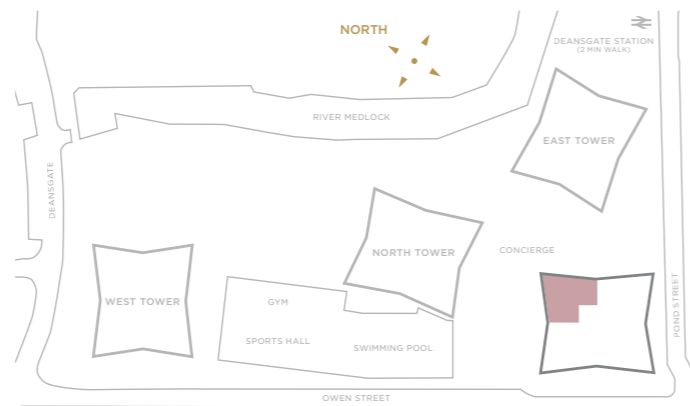 NORTH
DEANSGATE STATION
(2 MIN WALK)
RIVER MEDLOCK
EAST TOWER
DEANSGATE
NORTH TOWER
CONCIERGE
WEST TOWER
GYM
POND STREET
SPORTS HALL
SWIMMING POOL
OWEN STREET